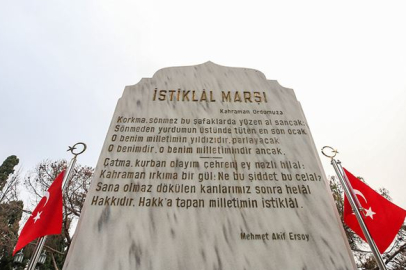 İSTİKLÂL MARŞI
Kahraman Ordumuza
Korkma, sönmez bu şafaklarda yüzen al sancak,
Sönmeden yurdumun üstünde tüten en son ocak.
O benim milletimin yıldızıdır, parlayacak,
O benimdir, o benim milletimindir ancak.
Çatma, kurban olayım, çehreni ey nazlı hilal!
Kahraman ırkıma bir gül: Ne bu şiddet bu celal?
Sana olmaz dökülen kanlarımız sonra helâl,
Hakkıdır, Hakk'a tapan milletimin istiklâl.
Mehmet Akif Ersoy